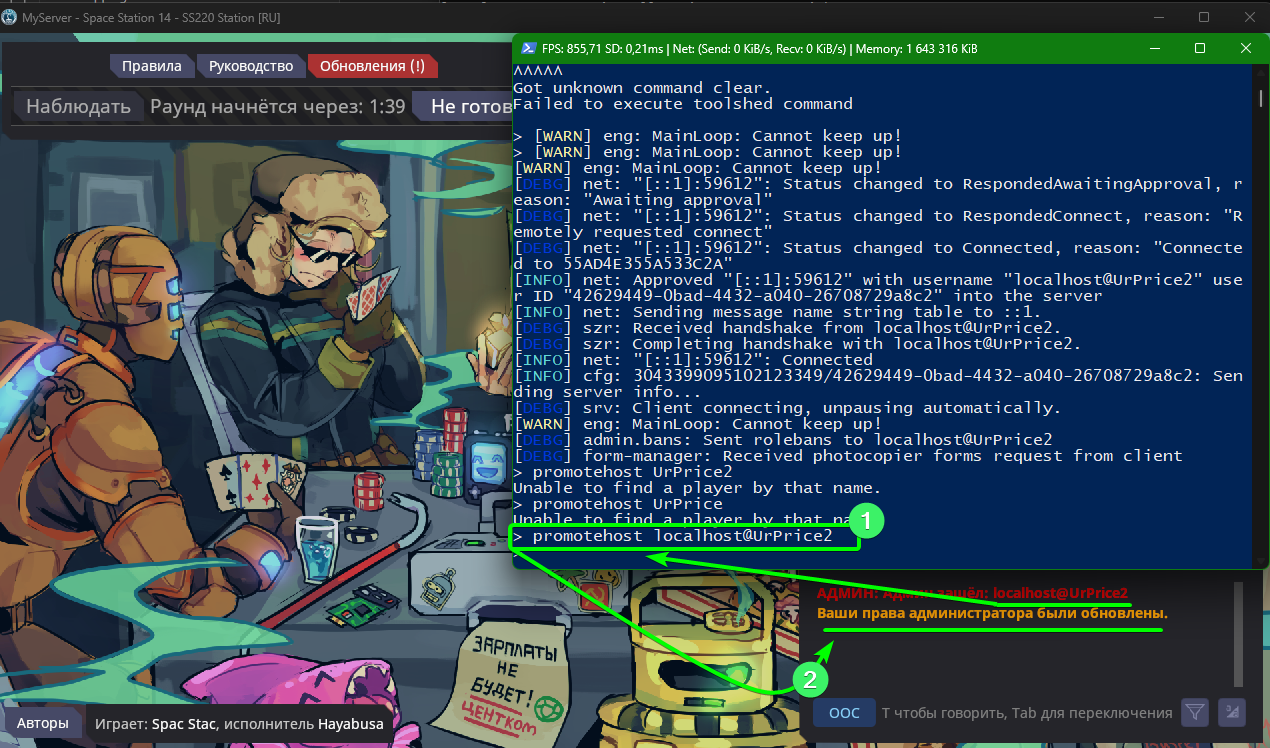 MyServer - Space Station 14 - SS220 Station [RU]
Правила
Руководство
Обновления (!)
Наблюдать
Раунд начнётся через: 1:39
Не готов
FPS: 855,71 SD: 0,21ms | Net: (Send: 0 KiB/s, Recv: 0 KiB/s) | Memory: 1 643 316 KiB
^^^^^
Got unknown command clear.
Failed to execute toolshed command
> [WARN] eng: MainLoop: Cannot keep up!
> [WARN] eng: MainLoop: Cannot keep up!
[WARN] eng: MainLoop: Cannot keep up!
[DEBG] net: "[::1]:59612": Status changed to RespondedAwaitingApproval, r
eason: "Awaiting approval"
[DEBG] net: "[::1]:59612": Status changed to RespondedConnect, reason: "R
emotely requested connect"
[DEBG] net: "[::1]:59612": Status changed to Connected, reason: "Connecte
d to 55AD4E355A533C2A"
[INFO] net: Approved "[::1]:59612" with username "localhost@UrPrice2" use
r ID "42629449-0bad-4432-a040-26708729a8c2" into the server
[INFO] net: Sending message name string table to ::1.
[DEBG] szr: Received handshake from localhost@UrPrice2.
[DEBG] szr: Completing handshake with localhost@UrPrice2.
[INFO] net: "[::1]:59612": Connected
[INFO] cfg: 3043399095102123349/42629449-0bad-4432-a040-26708729a8c2: Sen
ding server info...
[DEBG] srv: Client connecting, unpausing automatically.
[WARN] eng: MainLoop: Cannot keep up!
[DEBG] admin.bans: Sent rolebans to localhost@UrPrice2
[DEBG] form-manager: Received photocopier forms request from client
> promotehost UrPrice2
Unable to find a player by that name.
> promotehost UrPrice
Unable to find a player by that name.
> promotehost localhost@UrPrice2
>
1
АДМИН: Админ зашёл: localhost@UrPrice2
Ваши права администратора были обновлены.
2
ЗАРПЛАТЫ
НЕ
БУДЕТ!
ЦЕНТКОМ
Авторы
Играет: Spac Stac, исполнитель Hayabusa
OOC
T чтобы говорить, Tab для переключения